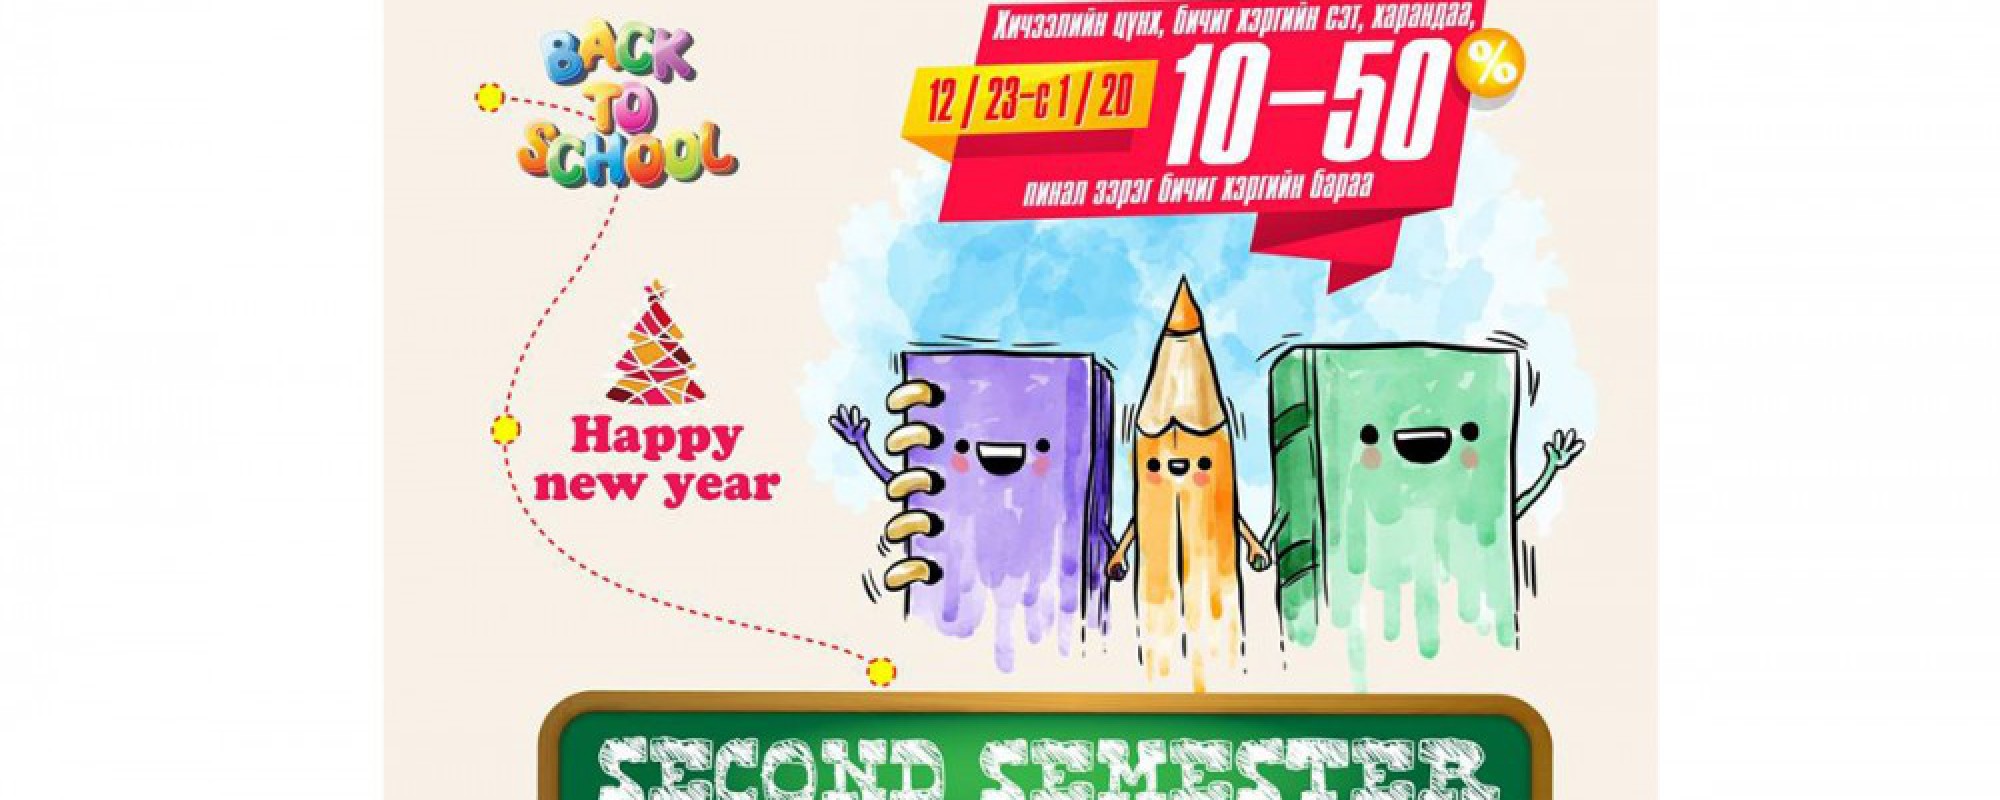 BACK
TO
SCHOOL
Хичээлийн цүнх, бичиг хэргийн сэт, харандаа,
12 / 23-с 1 / 20
10–50%
пинал зэрэг бичиг хэргийн бараа
Happy
new year
SECOND SEMESTER